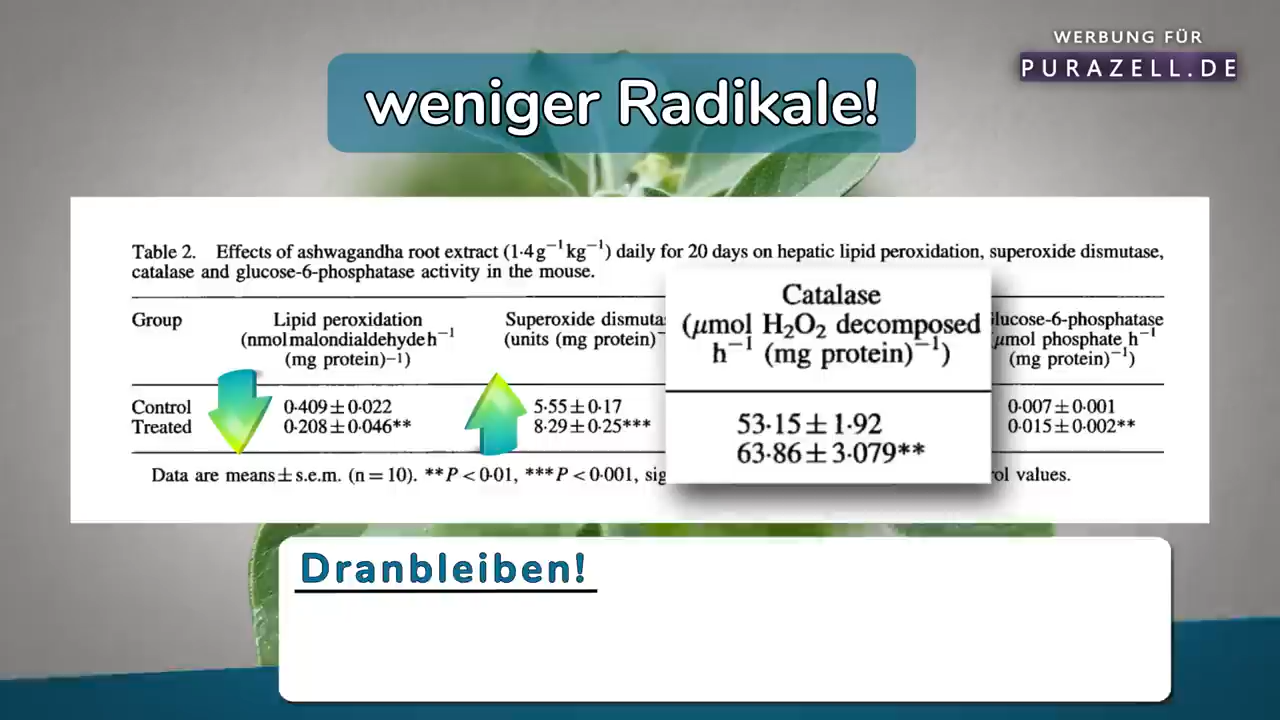 WERBUNG FÜR
PURAZELL.DE
weniger Radikale!
Table 2. Effects of ashwagandha root extract (1·4 g⁻¹ kg⁻¹) daily for 20 days on hepatic lipid peroxidation, superoxide dismutase,
catalase and glucose-6-phosphatase activity in the mouse.
Group
Lipid peroxidation
(nmol malondialdehyde h⁻¹
(mg protein)⁻¹)
Superoxide dismuta
(units (mg protein)⁻
Catalase
(μmol H₂O₂ decomposed
h⁻¹ (mg protein)⁻¹)
lucose-6-phosphatase
μmol phosphate h⁻¹
(mg protein)⁻¹)
Control 0·409 ± 0·022 5·55 ± 0·17 53·15 ± 1·92 0·007 ± 0·001
Treated 0·208 ± 0·046** 8·29 ± 0·25*** 63·86 ± 3·079** 0·015 ± 0·002**
Data are means ± s.e.m. (n = 10). **P < 0·01, ***P < 0·001, sig ol values.
Dranbleiben!